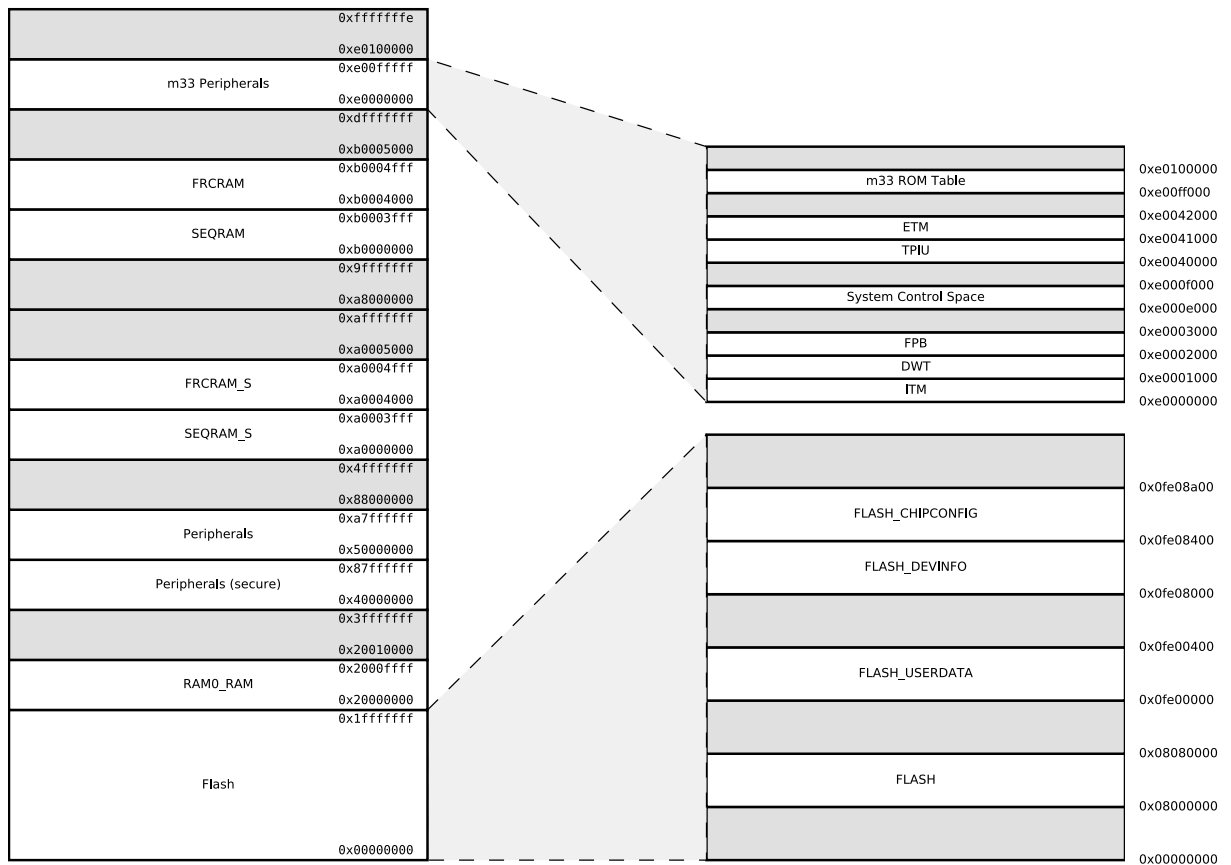 0xfffffffe
0xe0100000
0xe00fffff
m33 Peripherals
0xe0000000
0xdfffffff
0xb0005000
0xb0004fff
FRCRAM
0xb0004000
0xb0003fff
SEQRAM
0xb0000000
0x9fffffff
0xa8000000
0xafffffff
0xa0005000
0xa0004fff
FRCRAM_S
0xa0004000
0xa0003fff
SEQRAM_S
0xa0000000
0x4fffffff
0x88000000
0xa7ffffff
Peripherals
0x50000000
0x87ffffff
Peripherals (secure)
0x40000000
0x3fffffff
0x20010000
0x2000ffff
RAM0_RAM
0x20000000
0x1fffffff
Flash
0x00000000
0xe0100000
m33 ROM Table
0xe00ff000
0xe0042000
ETM
0xe0041000
TPIU
0xe0040000
0xe000f000
System Control Space
0xe000e000
0xe0003000
FPB
0xe0002000
DWT
0xe0001000
ITM
0xe0000000
0x0fe08a00
FLASH_CHIPCONFIG
0x0fe08400
FLASH_DEVINFO
0x0fe08000
0x0fe00400
FLASH_USERDATA
0x0fe00000
0x08080000
FLASH
0x08000000
0x00000000